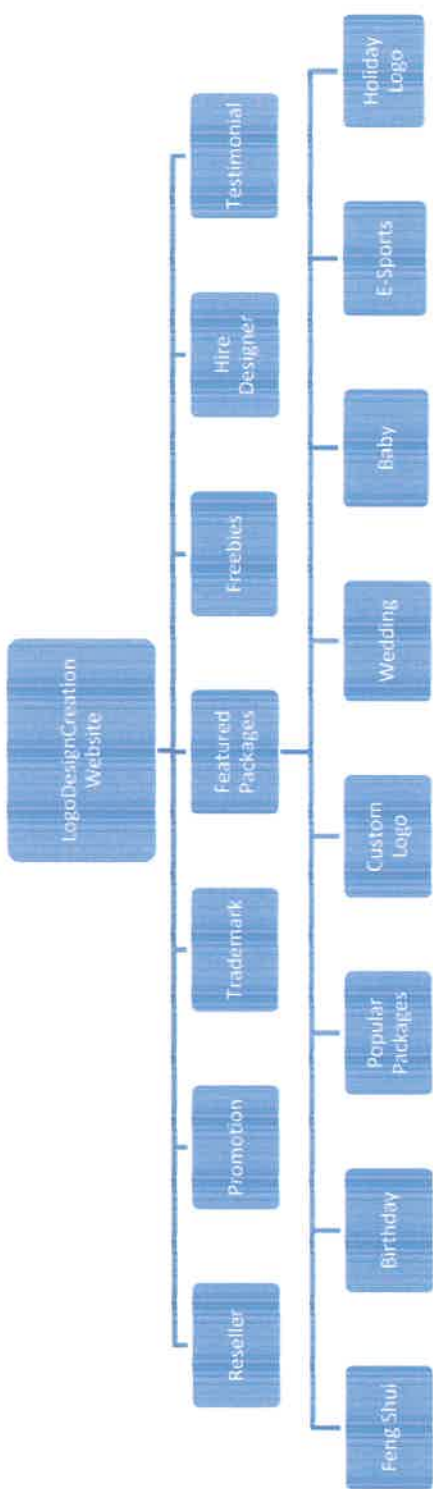 LogoDesignCreation
Website
Reseller
Promotion
Trademark
Featured
Packages
Freebies
Hire
Designer
Testimonial
Feng Shui
Birthday
Popular
Packages
Custom
Logo
Wedding
Baby
E-Sports
Holiday
Logo